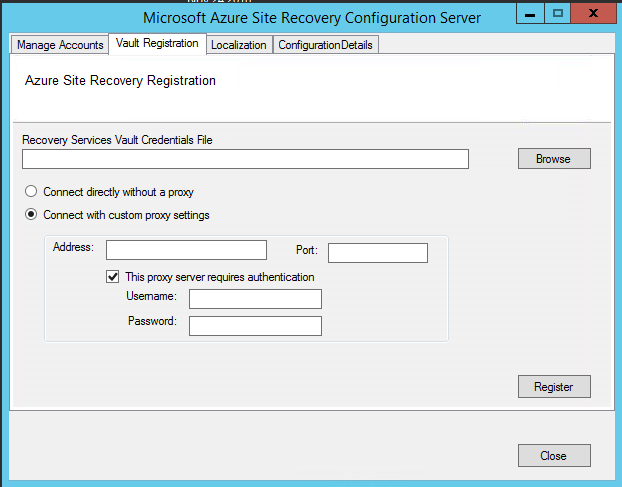 Microsoft Azure Site Recovery Configuration Server
Manage Accounts Vault Registration Localization ConfigurationDetails
Azure Site Recovery Registration
Recovery Services Vault Credentials File
Browse
Connect directly without a proxy
Connect with custom proxy settings
Address: Port:
This proxy server requires authentication
Username:
Password:
Register
Close